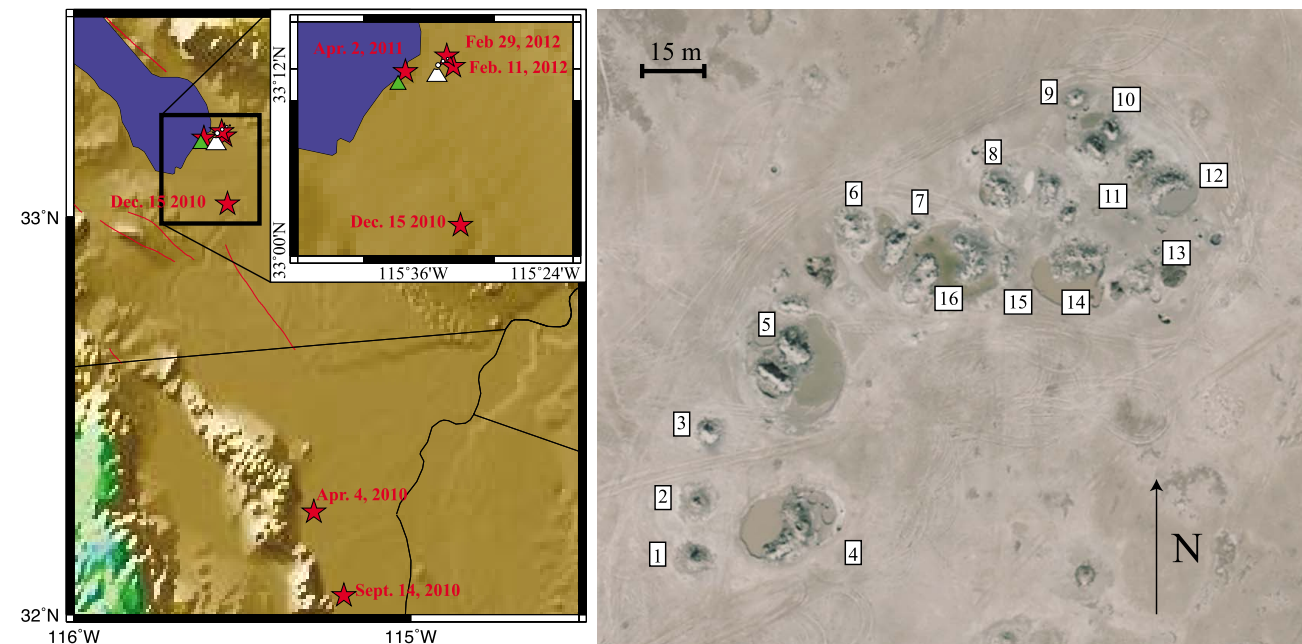 Apr. 2, 2011
Feb 29, 2012
Feb. 11, 2012
33°12'N
Dec. 15 2010
33°00'N
115°36'W
115°24'W
Dec. 15 2010
33°N
Apr. 4, 2010
Sept. 14, 2010
32°N
116°W
115°W
15 m
9
10
8
12
6
7
11
13
16
15
14
5
3
2
1
4
N